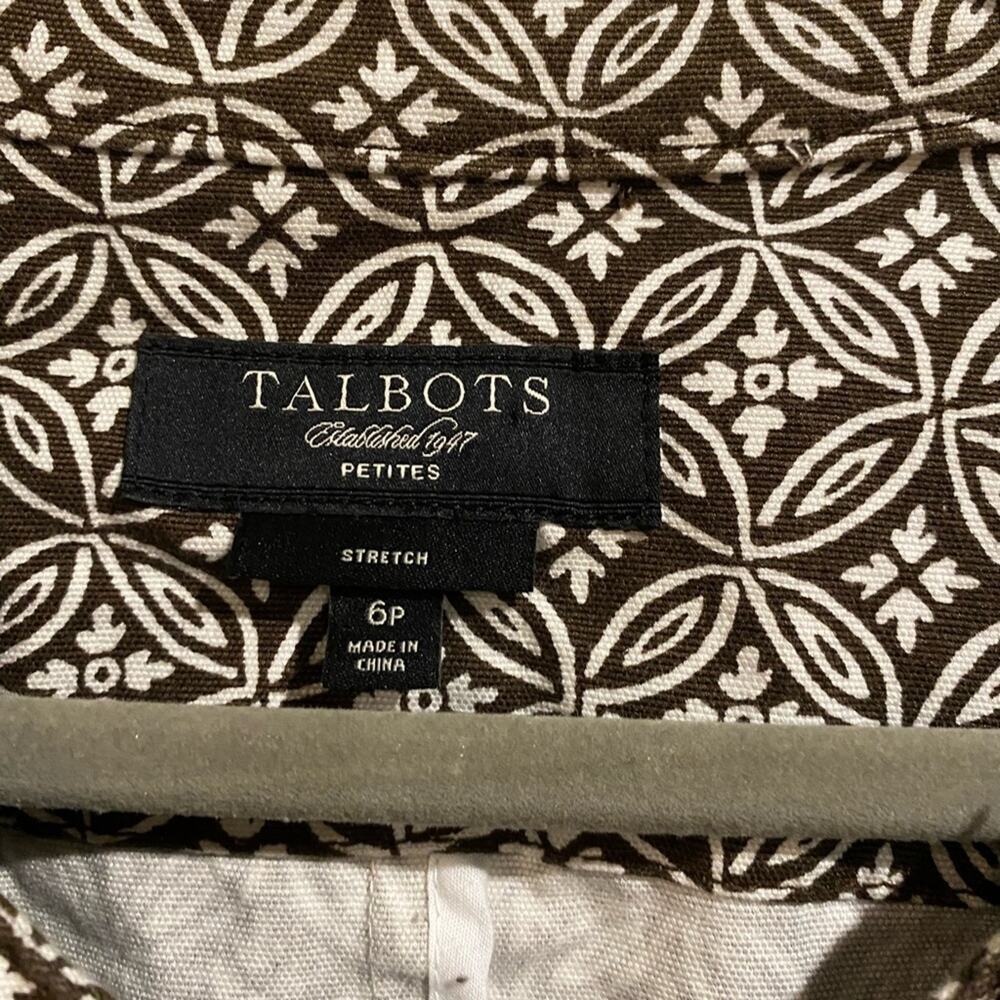 TALBOTS
Established 1947
PETITES
STRETCH
6P
MADE IN
CHINA